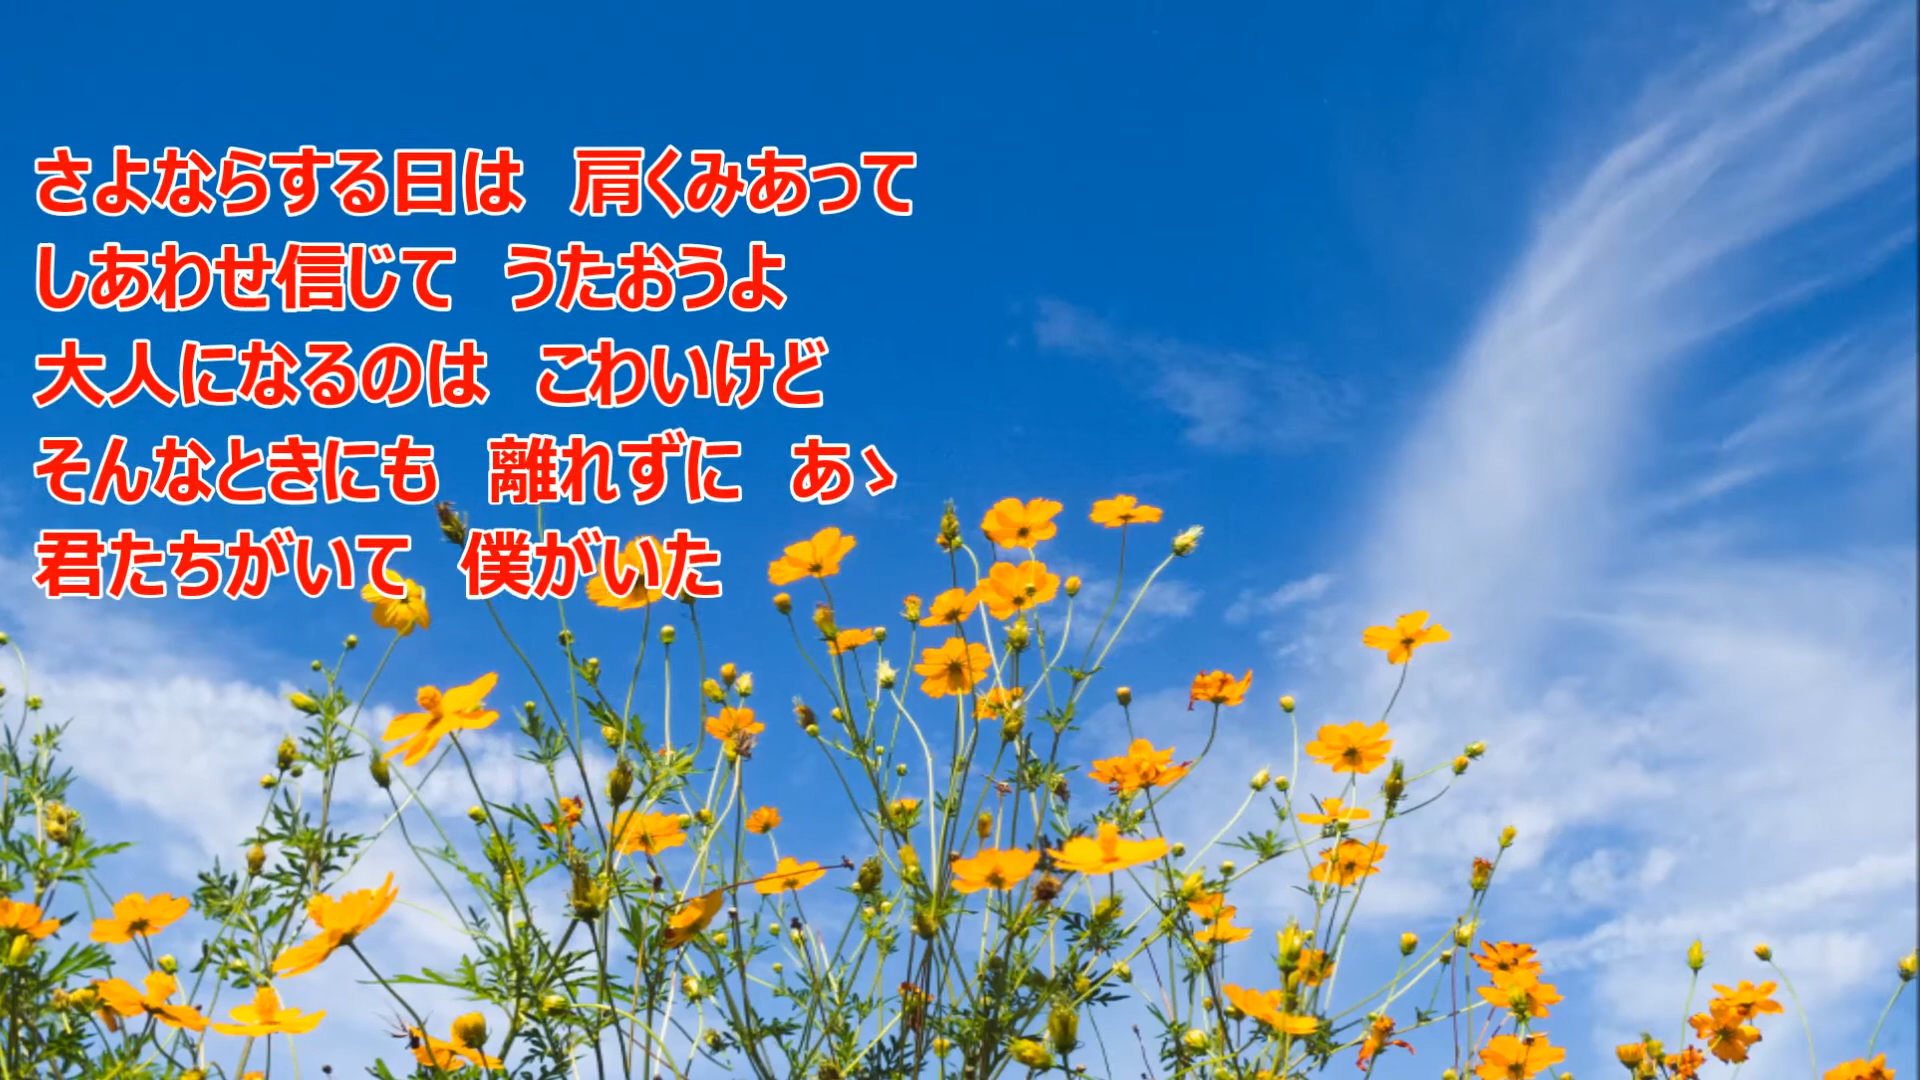 さよならする日は　肩くみあって
しあわせ信じて　うたおうよ
大人になるのは　こわいけど
そんなときにも　離れずに　あゝ
君たちがいて　僕がいた